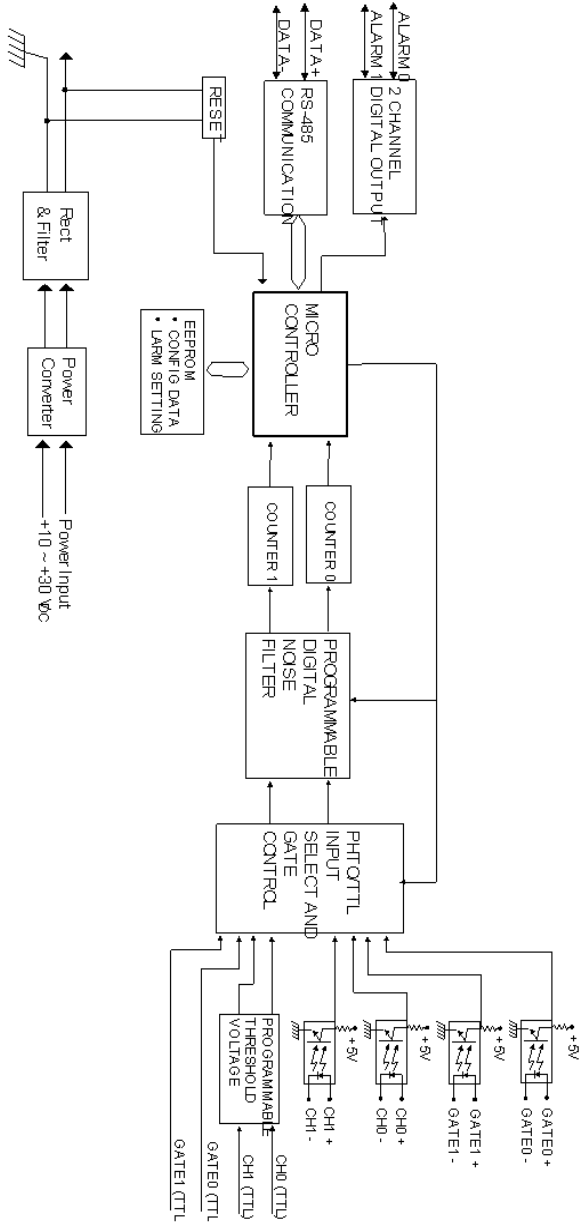 ALARM 0
ALARM 1
2 CHANNEL
DIGITAL OUTPUT
DATA+
DATA-
RS-485
COMMUNICATION
RESET
MICRO
CONTROLLER
EEPROM
• CONFIG DATA
• LARM SETTING
Rect
& Filter
Power
Converter
Power Input
+10 ~ +30 Vdc
COUNTER 0
COUNTER 1
PROGRAMMABLE
DIGITAL
NOISE
FILTER
PHTO/TTL
INPUT
SELECT AND
GATE
CONTROL
PROGRAMMABLE
THRESHOLD
VOLTAGE
+5V
GATE0 +
GATE0 -
+5V
GATE1 +
GATE1 -
+5V
CH0 +
CH0 -
+5V
CH1 +
CH1 -
CH0 (TTL)
CH1 (TTL)
GATE0 (TTL
GATE1 (TTL